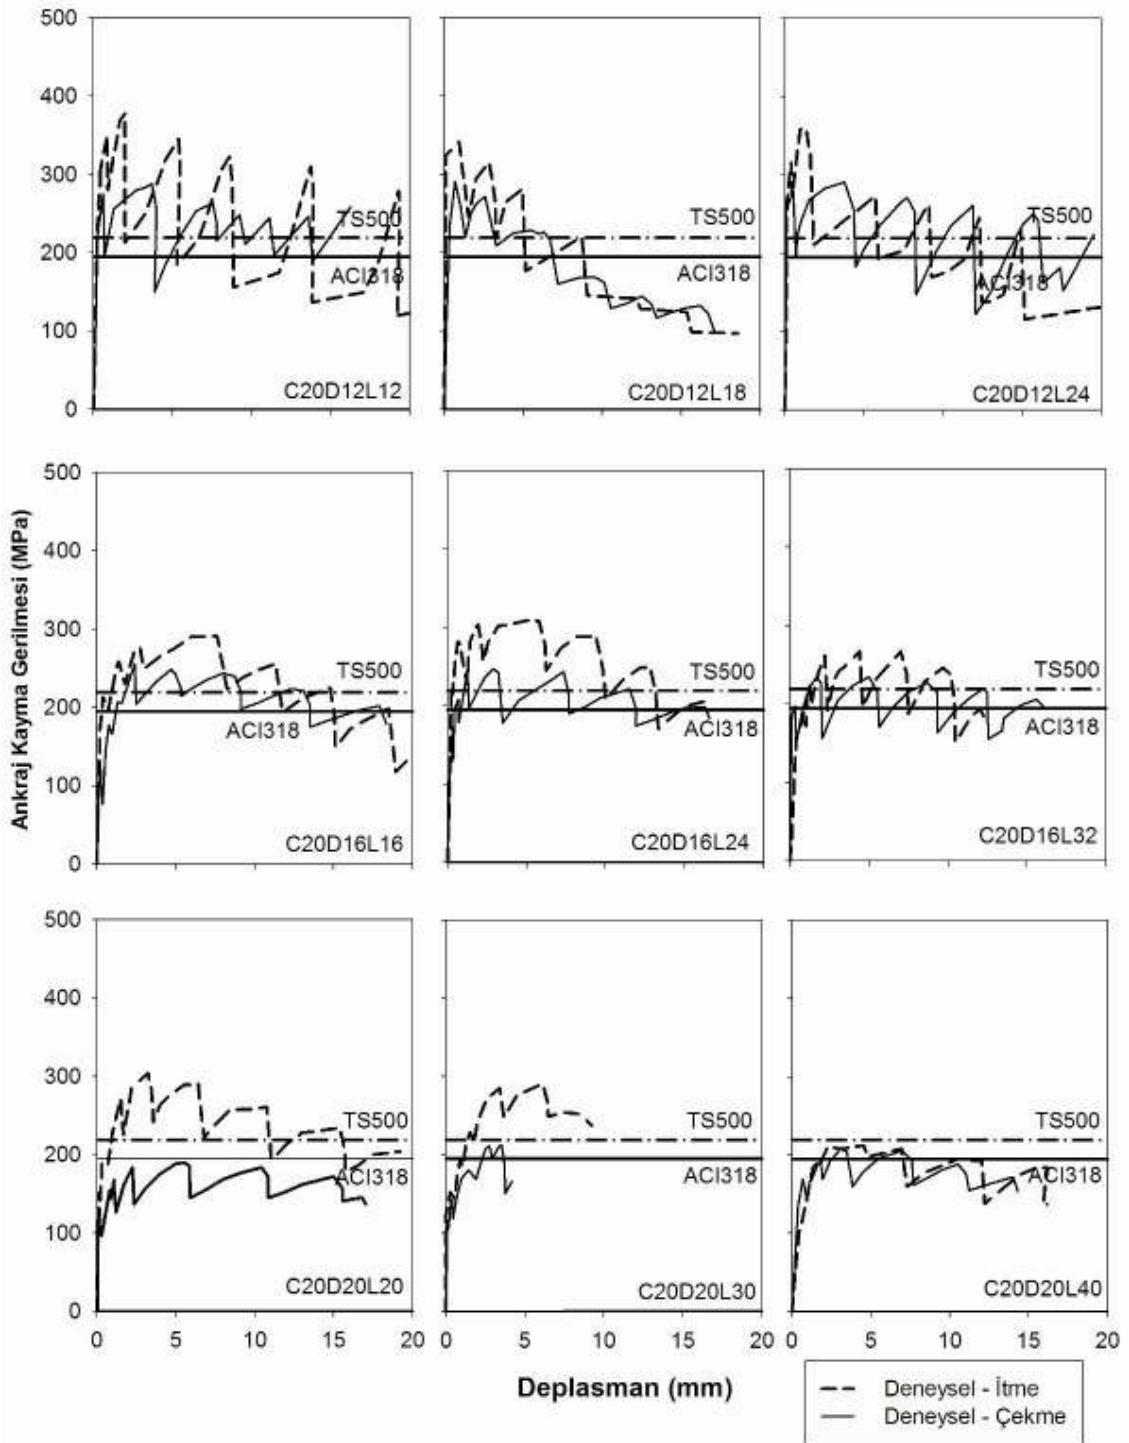 500
400
300
200
100
0
TS500
ACI318
C20D12L12
TS500
ACI318
C20D12L18
TS500
ACI318
C20D12L24
Ankraj Kayma Gerilmesi (MPa)
500
400
300
200
100
0
TS500
ACI318
C20D16L16
TS500
ACI318
C20D16L24
TS500
ACI318
C20D16L32
500
400
300
200
100
0
TS500
ACI318
C20D20L20
TS500
ACI318
C20D20L30
TS500
ACI318
C20D20L40
0 5 10 15 20
0 5 10 15 20
0 5 10 15 20
Deplasman (mm)
Deneysel - İtme
Deneysel - Çekme